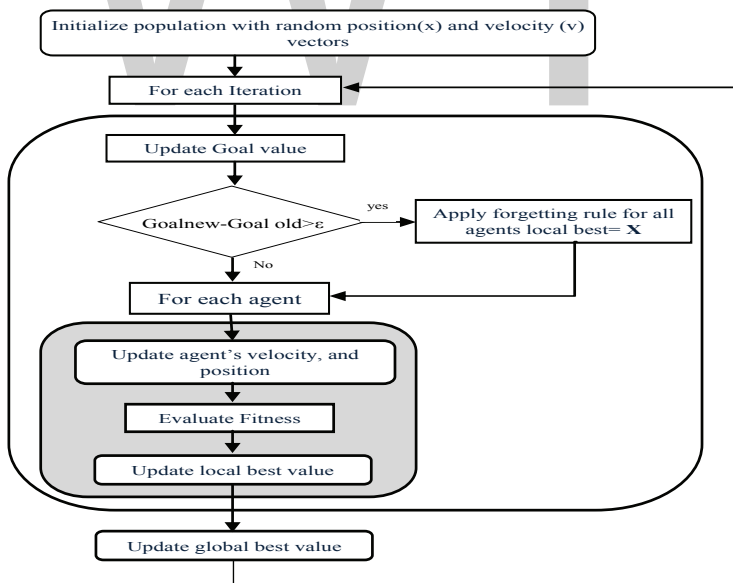 Initialize population with random position(x) and velocity (v)
vectors
For each Iteration
Update Goal value
Goalnew-Goal old>ε
yes
Apply forgetting rule for all
agents local best= X
No
For each agent
Update agent's velocity, and
position
Evaluate Fitness
Update local best value
Update global best value